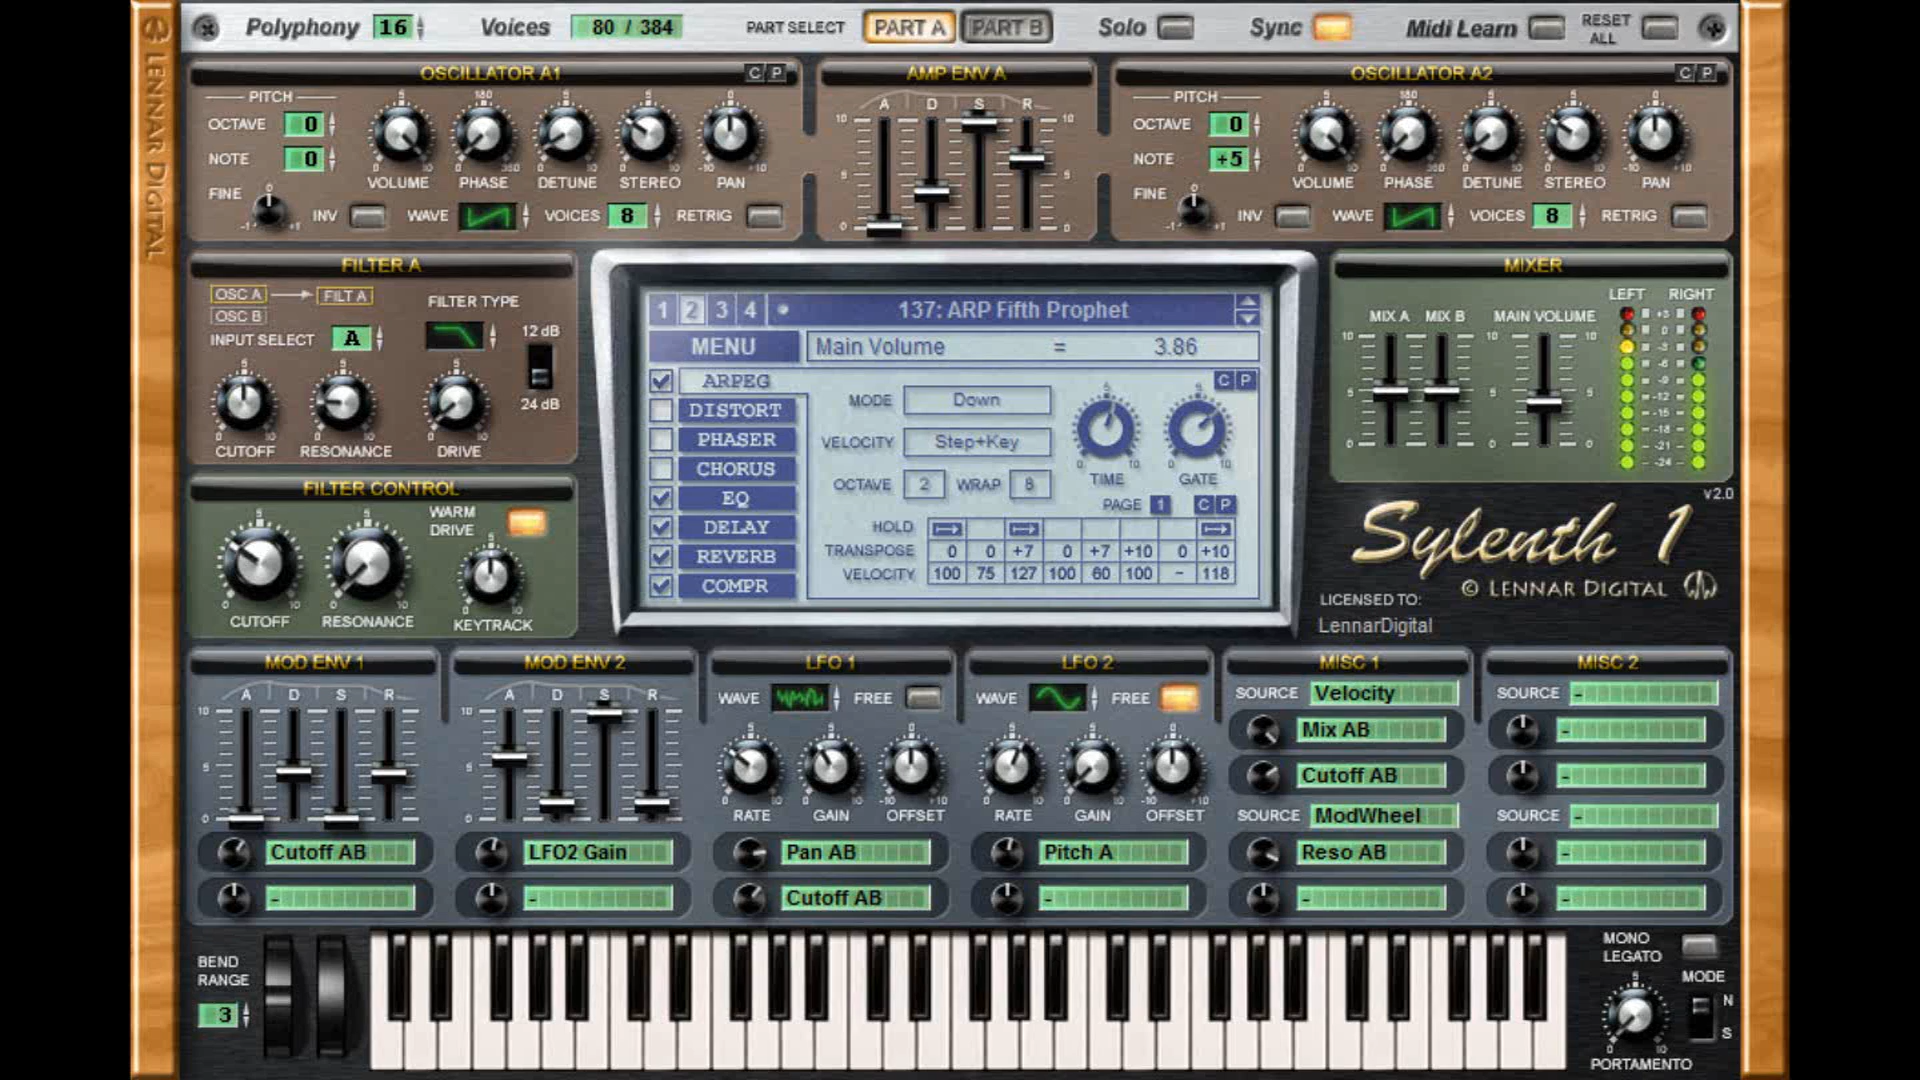 Polyphony 16 Voices 80 / 384 PART SELECT PART A PART B Solo Sync Midi Learn RESET ALL
LENNAR DIGITAL
OSCILLATOR A1 C P
PITCH
OCTAVE 0
NOTE 0
FINE
VOLUME PHASE DETUNE STEREO PAN
INV WAVE VOICES 8 RETRIG
AMP ENV A
A D S R
OSCILLATOR A2 C P
PITCH
OCTAVE 0
NOTE +5
FINE
VOLUME PHASE DETUNE STEREO PAN
INV WAVE VOICES 8 RETRIG
FILTER A
OSC A FILT A
OSC B
INPUT SELECT A
FILTER TYPE
12 dB
24 dB
CUTOFF RESONANCE DRIVE
FILTER CONTROL
WARM DRIVE
CUTOFF RESONANCE KEYTRACK
1 2 3 4 137: ARP Fifth Prophet
MENU Main Volume = 3.86
ARPEG
DISTORT
PHASER
CHORUS
EQ
DELAY
REVERB
COMPR
C P
MODE Down
VELOCITY Step+Key
OCTAVE 2 WRAP 8
TIME GATE
PAGE 1 C P
HOLD
TRANSPOSE 0 0 +7 0 +7 +10 0 +10
VELOCITY 100 75 127 100 60 100 - 118
MIXER
LEFT RIGHT
MIX A MIX B MAIN VOLUME
+3
0
-3
-6
-9
-12
-15
-18
-21
-24
v2.0
Sylenth 1
© LENNAR DIGITAL
LICENSED TO:
LennarDigital
MOD ENV 1
A D S R
Cutoff AB
-
MOD ENV 2
A D S R
LFO2 Gain
-
LFO 1
WAVE FREE
RATE GAIN OFFSET
Pan AB
Cutoff AB
LFO 2
WAVE FREE
RATE GAIN OFFSET
Pitch A
-
MISC 1
SOURCE Velocity
Mix AB
Cutoff AB
SOURCE ModWheel
Reso AB
-
MISC 2
SOURCE -
-
-
SOURCE -
-
-
BEND RANGE
3
MONO LEGATO
MODE
N
S
PORTAMENTO